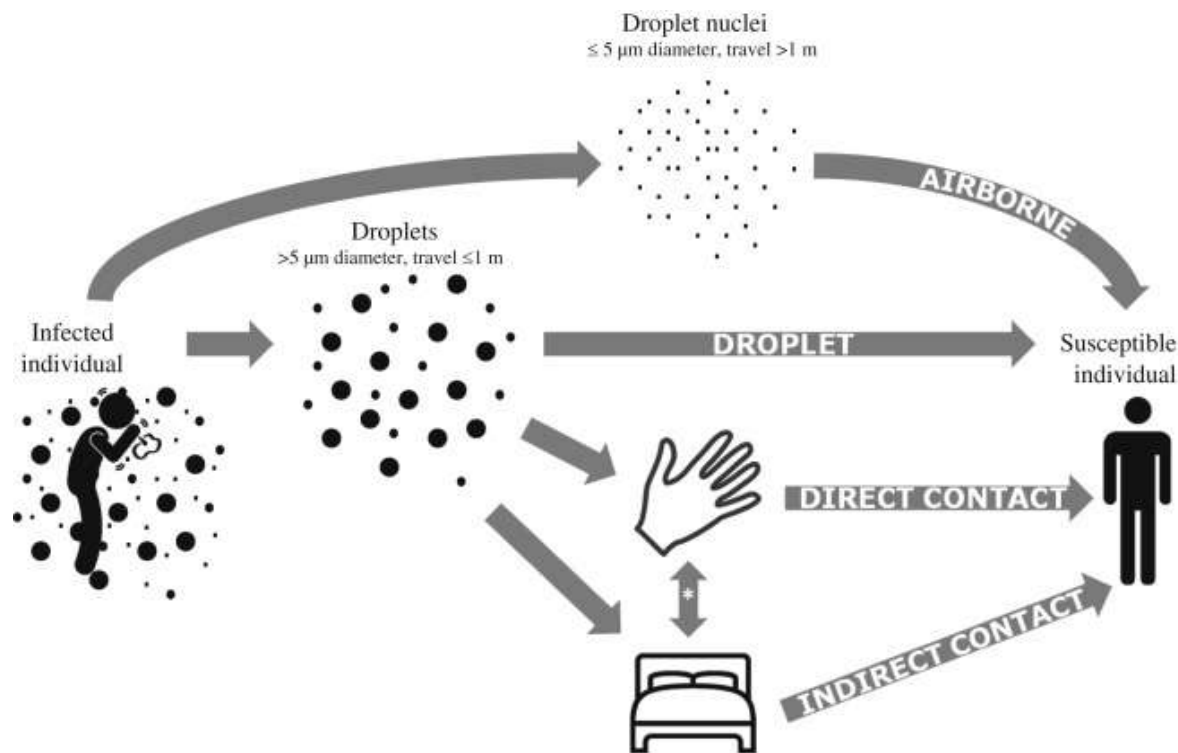 Droplet nuclei
≤ 5 µm diameter, travel >1 m
AIRBORNE
Droplets
>5 µm diameter, travel ≤1 m
Infected
individual
DROPLET
Susceptible
individual
DIRECT CONTACT
*
INDIRECT CONTACT